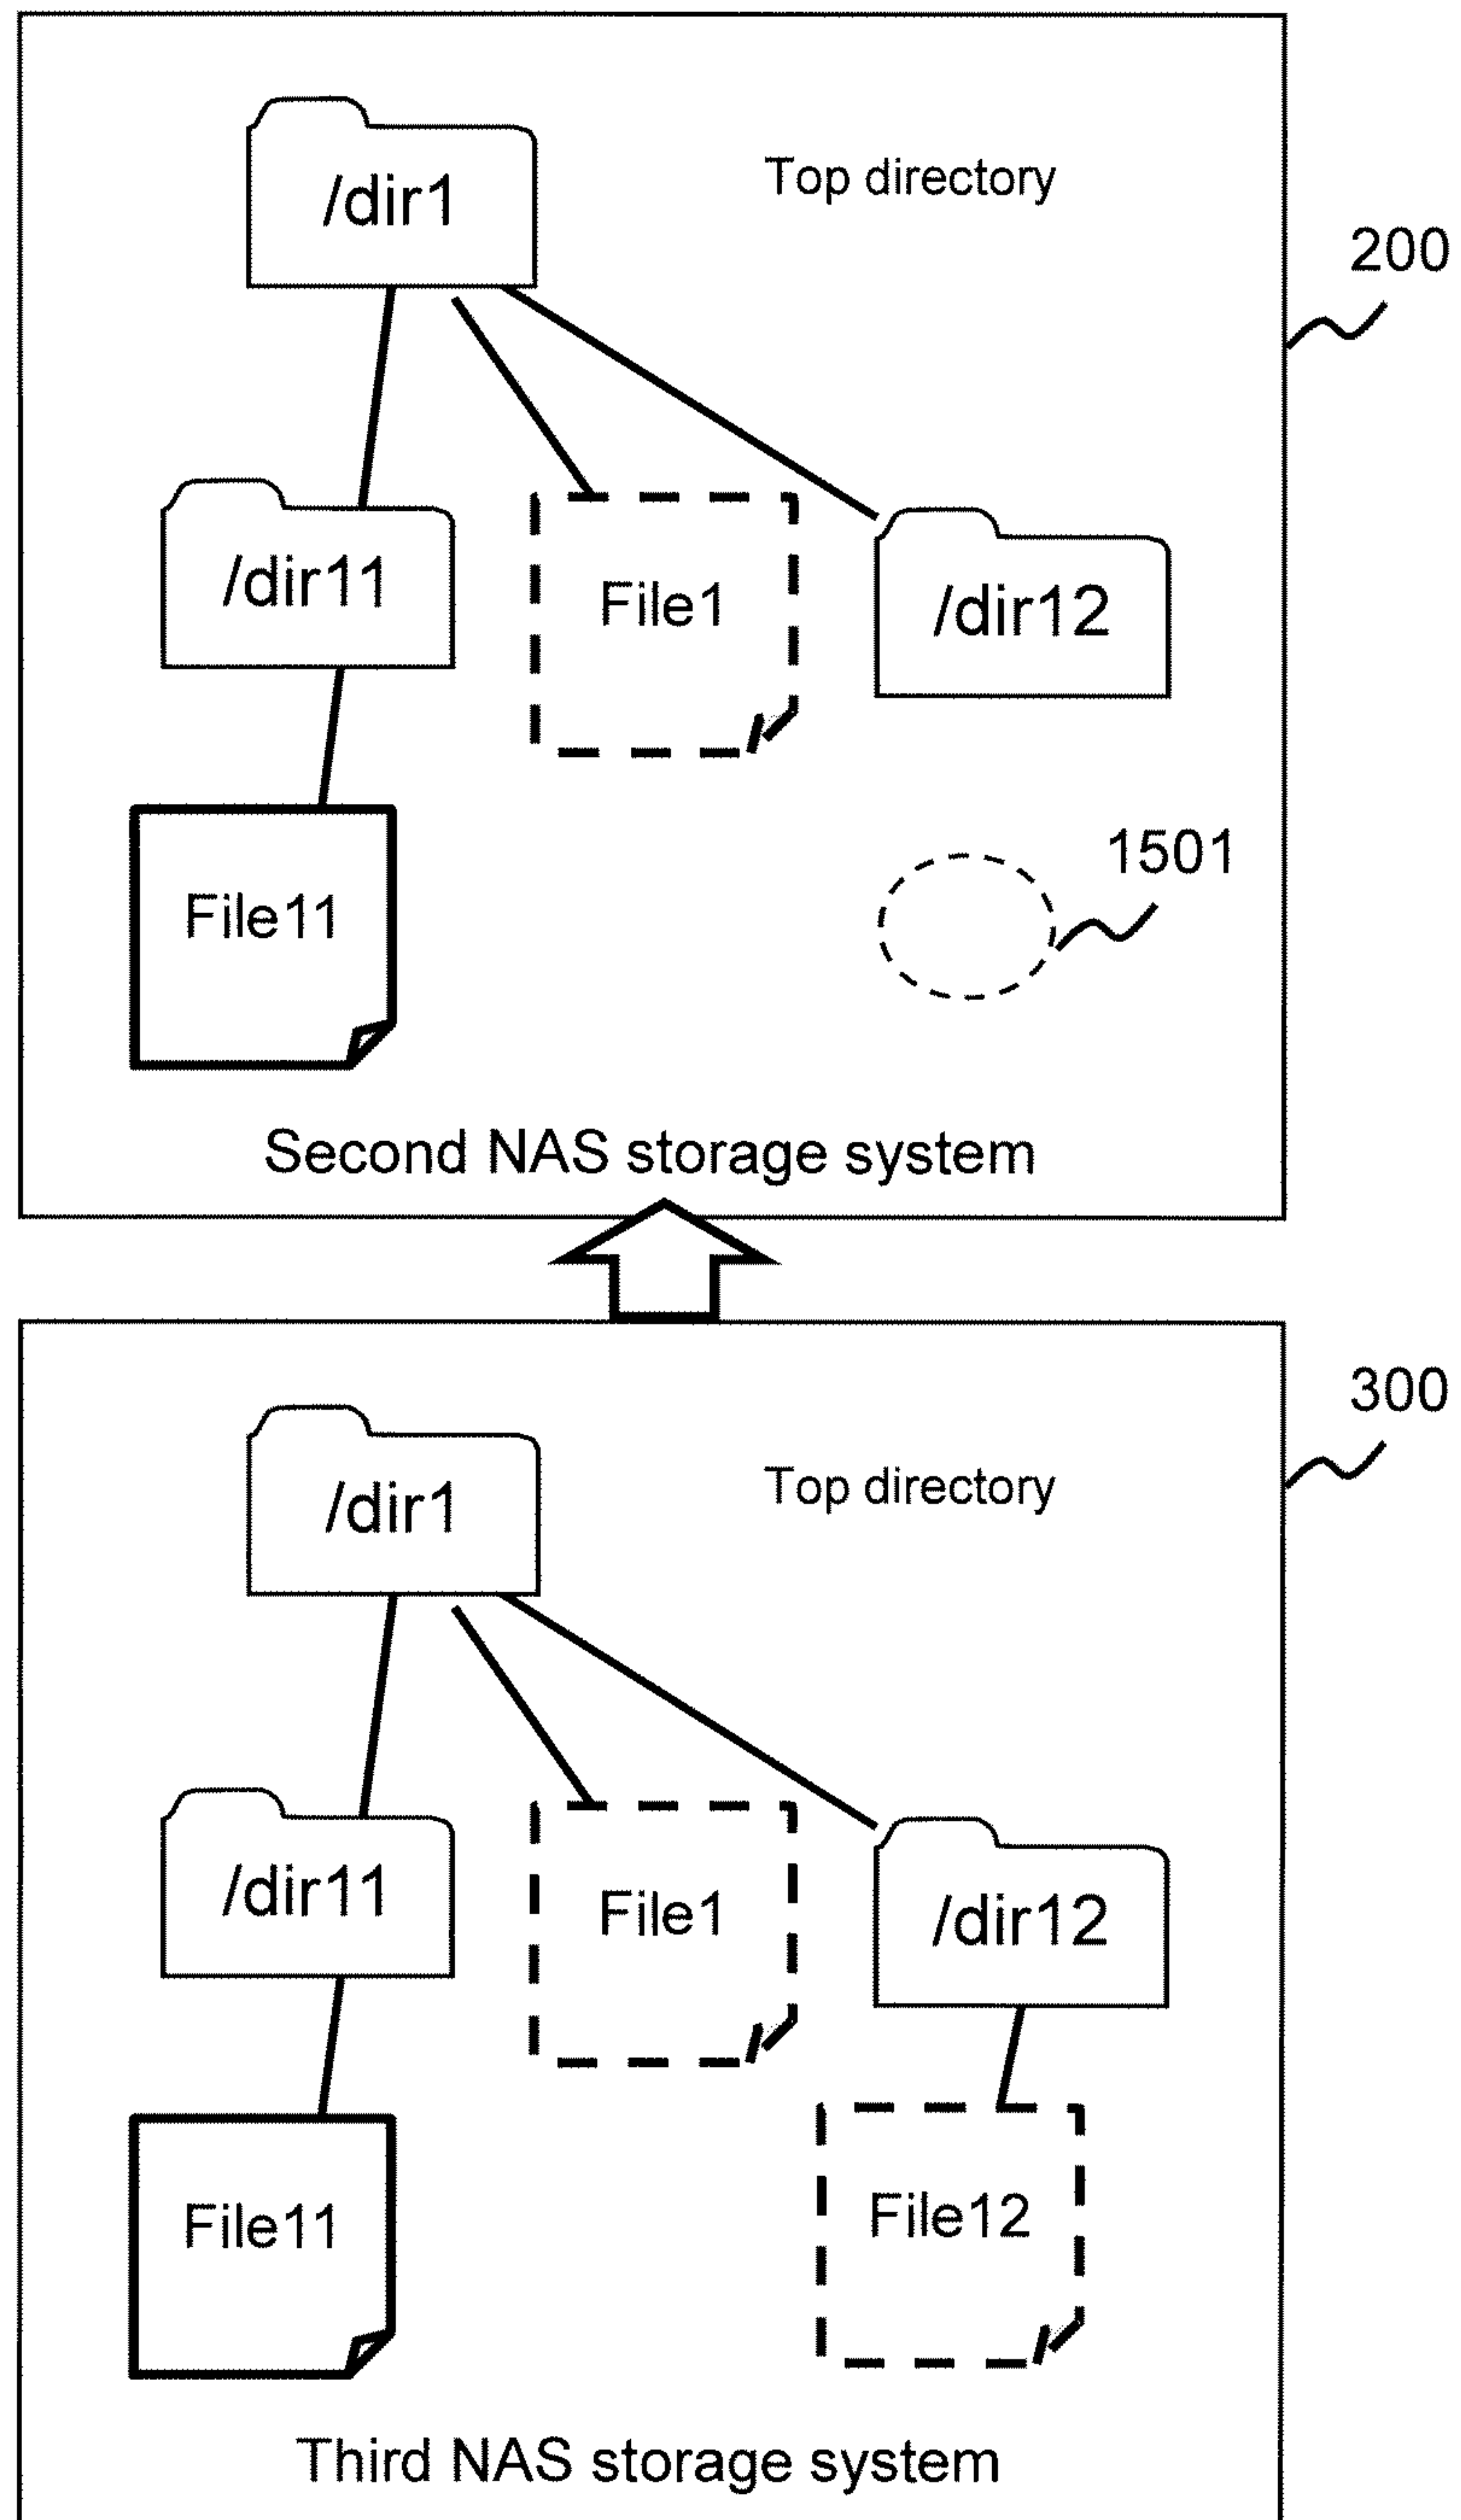 /dir1
Top directory
200
/dir11
File1
/dir12
File11
1501
Second NAS storage system
300
/dir1
Top directory
/dir11
File1
/dir12
File11
File12
Third NAS storage system